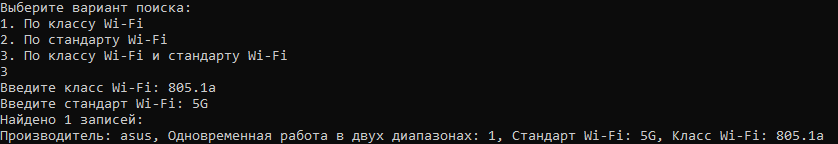 Выберите вариант поиска:
1. По классу Wi-Fi
2. По стандарту Wi-Fi
3. По классу Wi-Fi и стандарту Wi-Fi
3
Введите класс Wi-Fi: 805.1a
Введите стандарт Wi-Fi: 5G
Найдено 1 записей:
Производитель: asus, Одновременная работа в двух диапазонах: 1, Стандарт Wi-Fi: 5G, Класс Wi-Fi: 805.1a